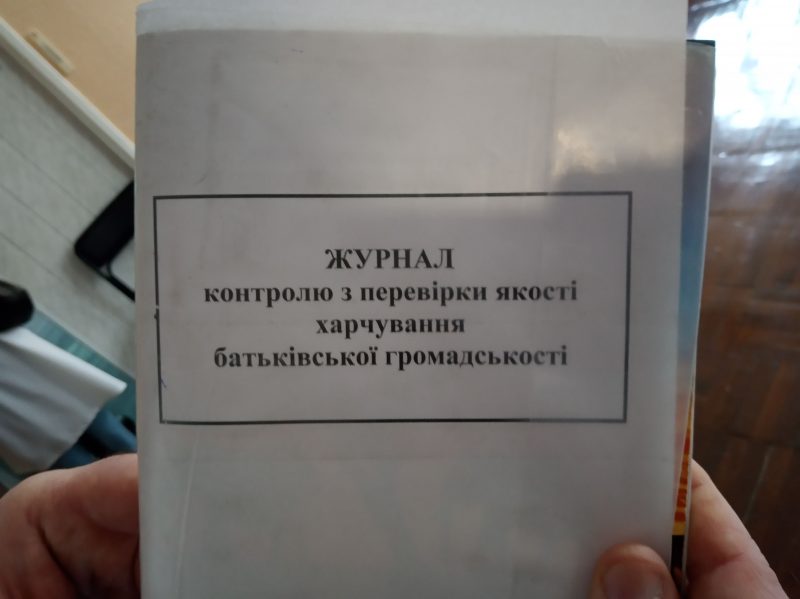 ЖУРНАЛ
контролю з перевірки якості
харчування
батьківської громадськості